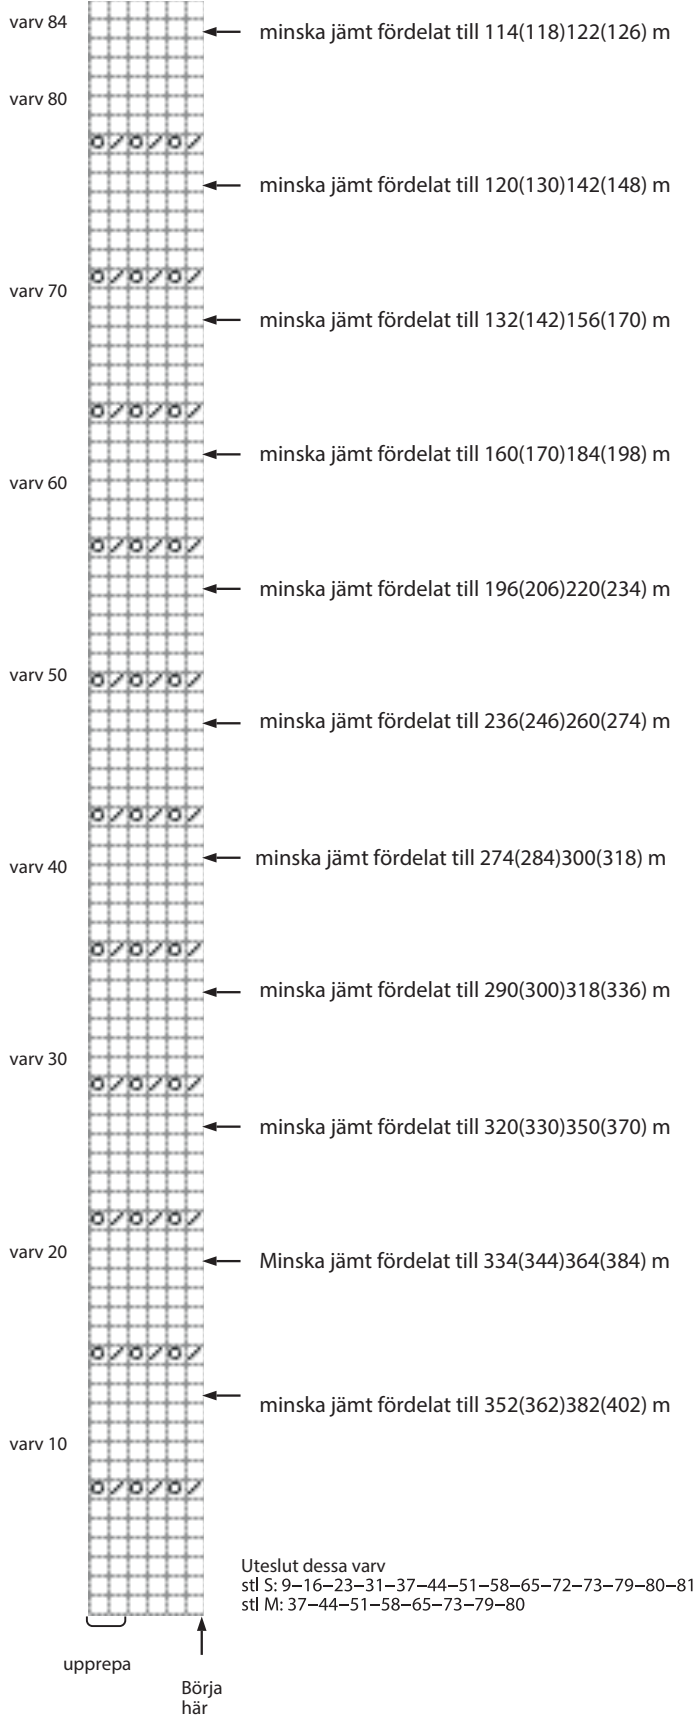 varv 84
minska jämt fördelat till 114(118)122(126) m
varv 80
minska jämt fördelat till 120(130)142(148) m
varv 70
minska jämt fördelat till 132(142)156(170) m
minska jämt fördelat till 160(170)184(198) m
varv 60
minska jämt fördelat till 196(206)220(234) m
varv 50
minska jämt fördelat till 236(246)260(274) m
minska jämt fördelat till 274(284)300(318) m
varv 40
minska jämt fördelat till 290(300)318(336) m
varv 30
minska jämt fördelat till 320(330)350(370) m
varv 20
Minska jämt fördelat till 334(344)364(384) m
minska jämt fördelat till 352(362)382(402) m
varv 10
Uteslut dessa varv
stl S: 9–16–23–31–37–44–51–58–65–72–73–79–80–81
stl M: 37–44–51–58–65–73–79–80
upprepa
Börja
här